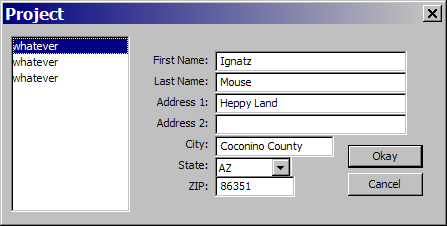 Project
whatever
whatever
whatever
First Name: Ignatz
Last Name: Mouse
Address 1: Heppy Land
Address 2:
City: Coconino County
State: AZ
ZIP: 86351
Okay
Cancel